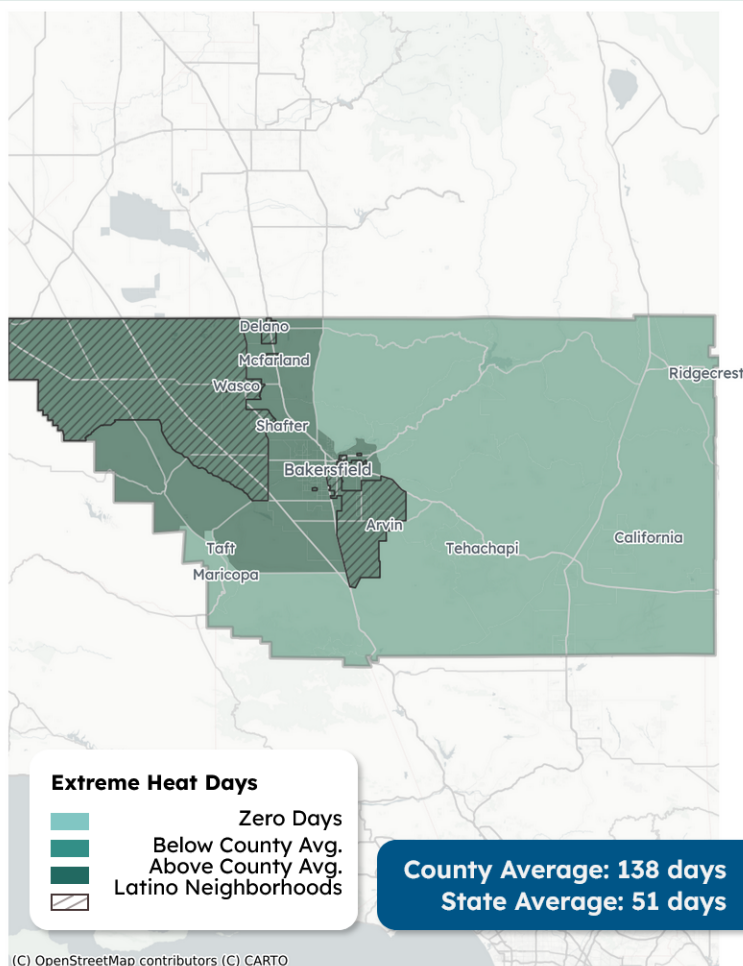 Delano
Mcfarland
Ridgecrest
Wasco
Shafter
Bakersfield
Arvin
California
Taft
Tehachapi
Maricopa
Extreme Heat Days
Zero Days
Below County Avg.
Above County Avg.
Latino Neighborhoods
County Average: 138 days
State Average: 51 days
(C) OpenStreetMap contributors (C) CARTO